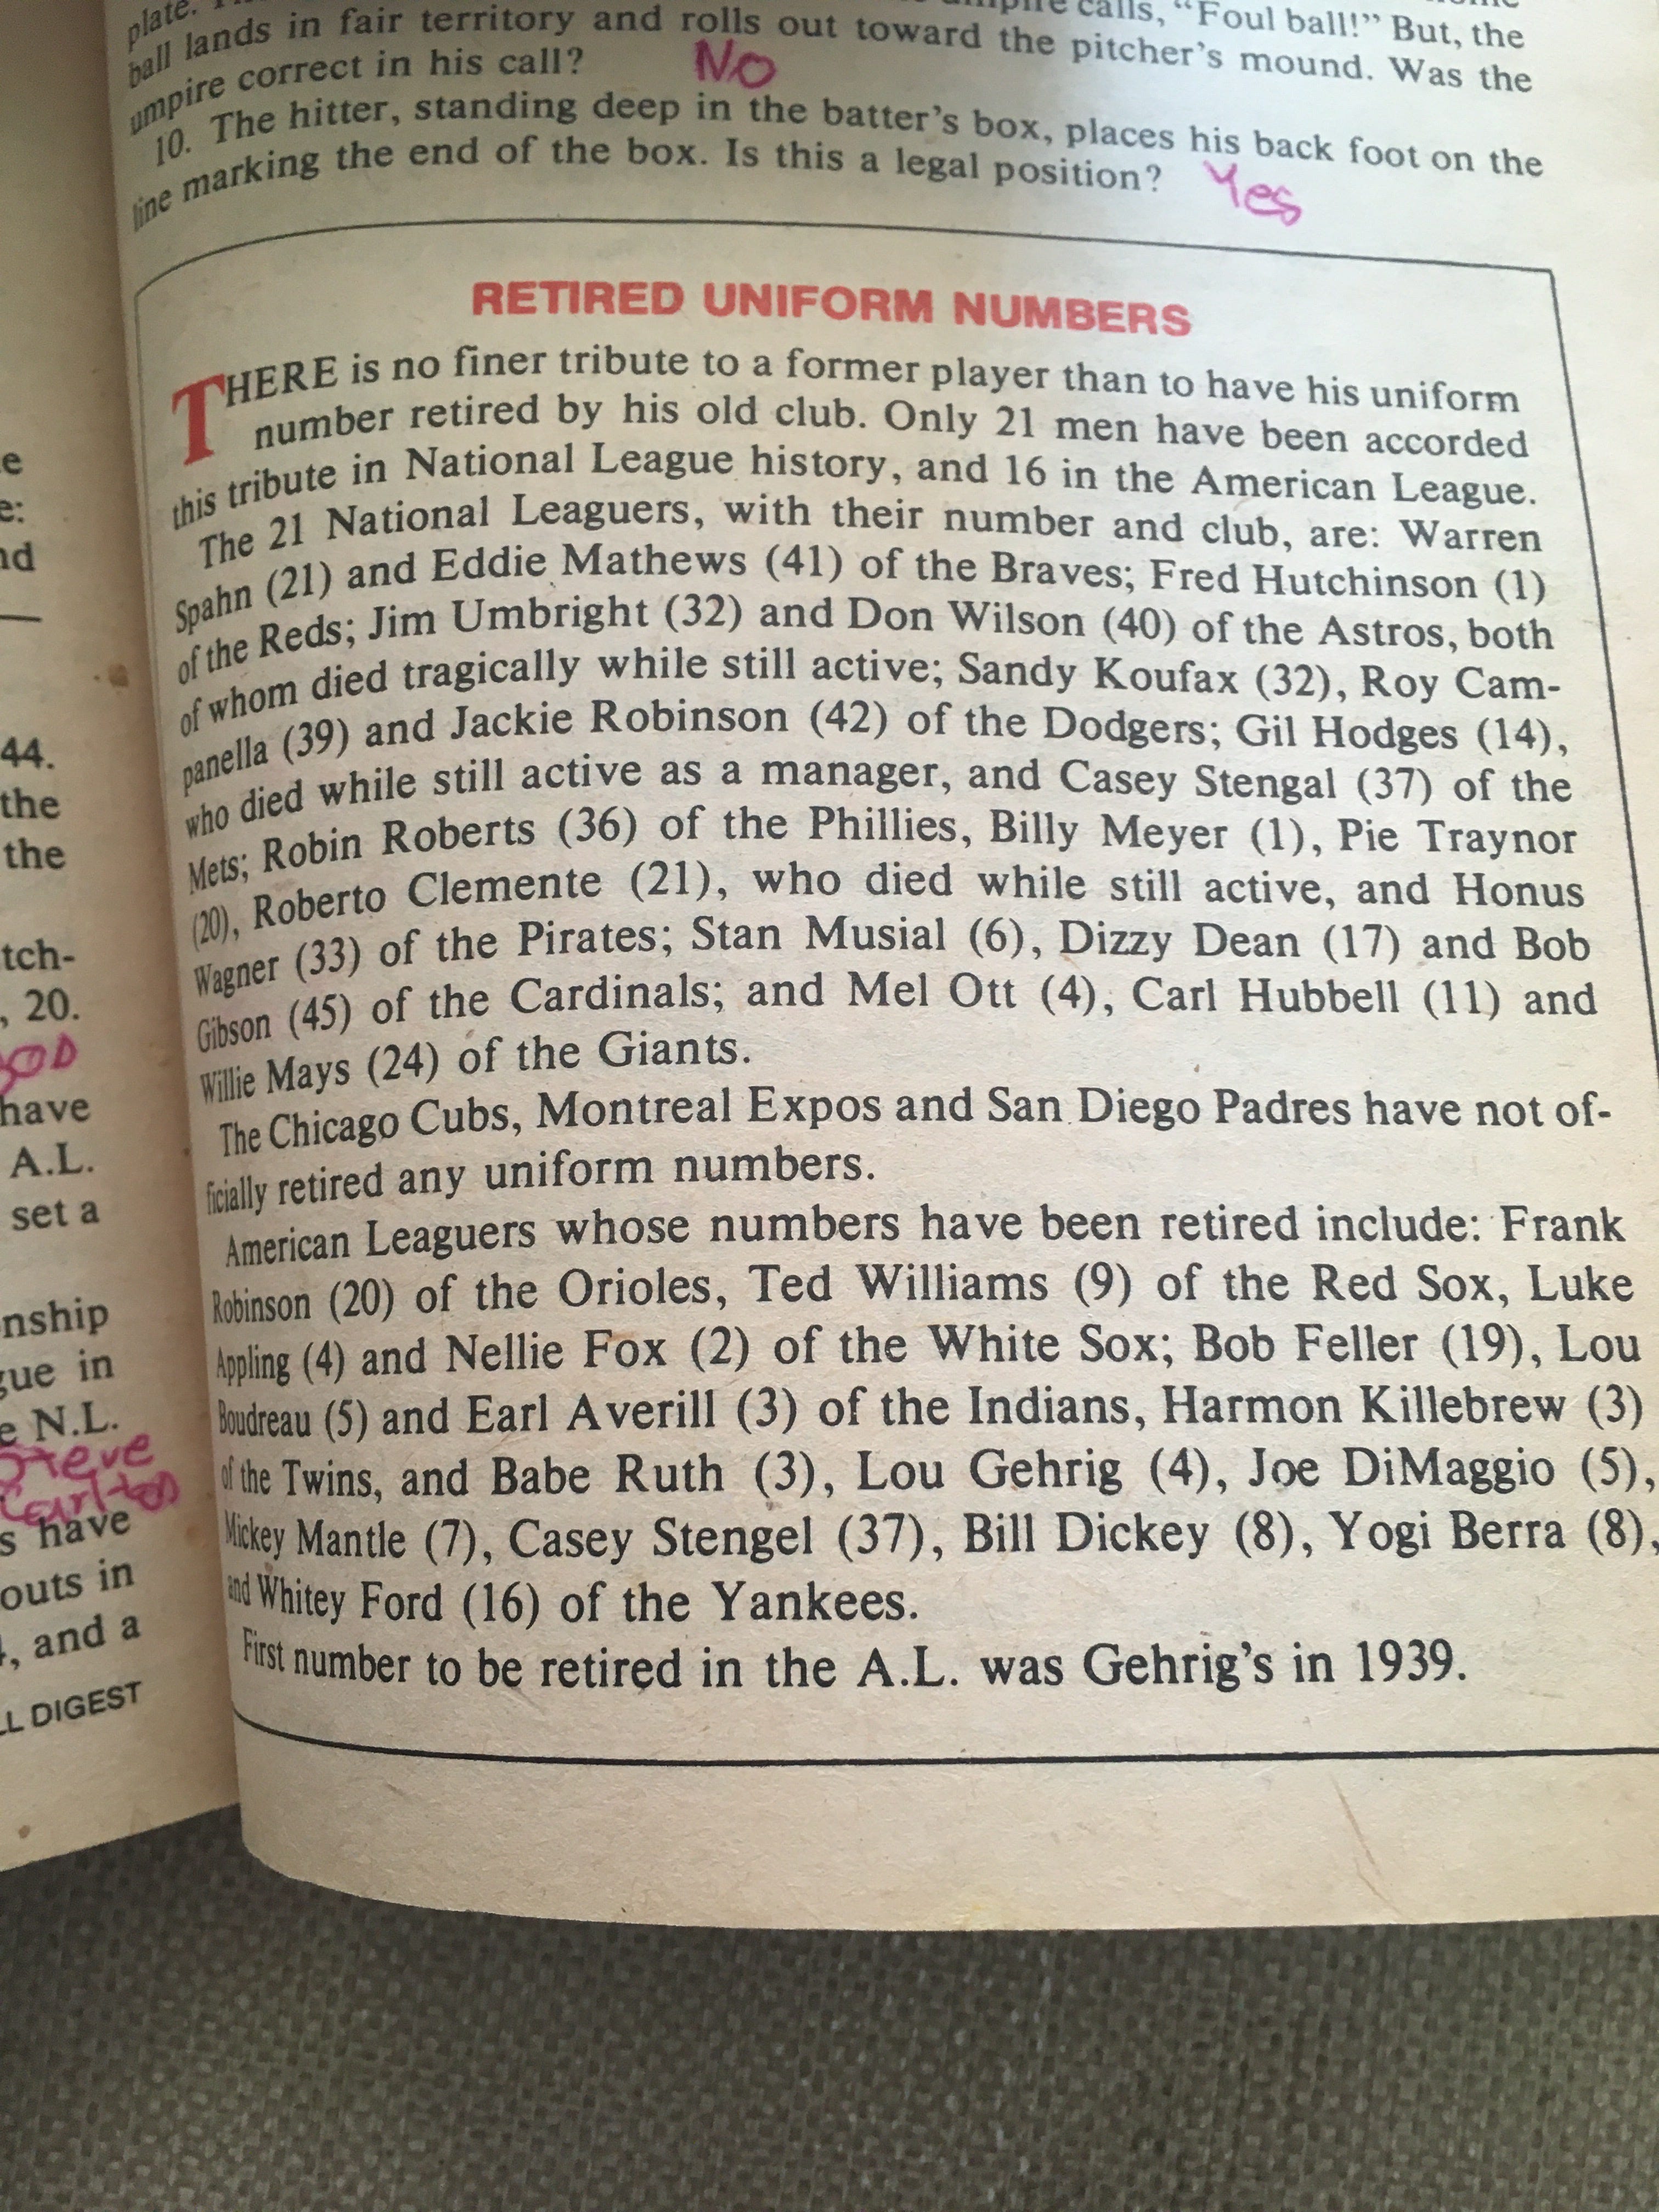 plate.
calls, "Foul ball!" But, the
ball lands in fair territory and rolls out toward the pitcher's mound. Was the
umpire correct in his call? NO
10. The hitter, standing deep in the batter's box, places his back foot on the
line marking the end of the box. Is this a legal position? Yes
RETIRED UNIFORM NUMBERS
THERE is no finer tribute to a former player than to have his uniform
number retired by his old club. Only 21 men have been accorded
this tribute in National League history, and 16 in the American League.
The 21 National Leaguers, with their number and club, are: Warren
Spahn (21) and Eddie Mathews (41) of the Braves; Fred Hutchinson (1)
of the Reds; Jim Umbright (32) and Don Wilson (40) of the Astros, both
of whom died tragically while still active; Sandy Koufax (32), Roy Cam-
panella (39) and Jackie Robinson (42) of the Dodgers; Gil Hodges (14),
who died while still active as a manager, and Casey Stengal (37) of the
Mets; Robin Roberts (36) of the Phillies, Billy Meyer (1), Pie Traynor
(20), Roberto Clemente (21), who died while still active, and Honus
Wagner (33) of the Pirates; Stan Musial (6), Dizzy Dean (17) and Bob
Gibson (45) of the Cardinals; and Mel Ott (4), Carl Hubbell (11) and
Willie Mays (24) of the Giants.
The Chicago Cubs, Montreal Expos and San Diego Padres have not of-
ficially retired any uniform numbers.
American Leaguers whose numbers have been retired include: Frank
Robinson (20) of the Orioles, Ted Williams (9) of the Red Sox, Luke
Appling (4) and Nellie Fox (2) of the White Sox; Bob Feller (19), Lou
Boudreau (5) and Earl Averill (3) of the Indians, Harmon Killebrew (3)
of the Twins, and Babe Ruth (3), Lou Gehrig (4), Joe DiMaggio (5),
Mickey Mantle (7), Casey Stengel (37), Bill Dickey (8), Yogi Berra (8),
and Whitey Ford (16) of the Yankees.
First number to be retired in the A.L. was Gehrig's in 1939.
44.
the
the
tch-
, 20.
have
A.L.
set a
nship
gue in
e N.L.
Steve
Carlton
s have
outs in
, and a
LL DIGEST